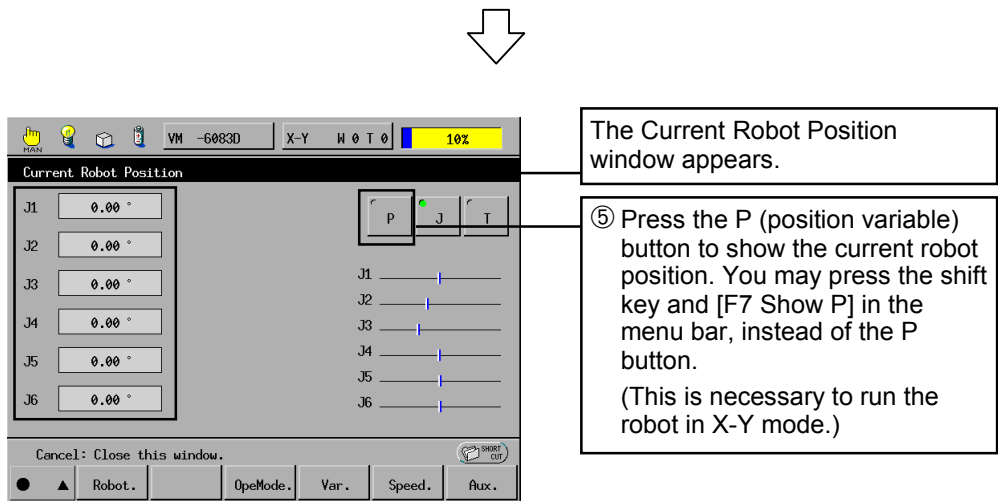 MAN
VM -6083D
X-Y W 0 T 0
10%
Current Robot Position
J1 0.00 °
J2 0.00 °
J3 0.00 °
J4 0.00 °
J5 0.00 °
J6 0.00 °
P J T
J1
J2
J3
J4
J5
J6
Cancel: Close this window.
SHORT
CUT
Robot.
OpeMode.
Var.
Speed.
Aux.
The Current Robot Position
window appears.
⑤ Press the P (position variable)
button to show the current robot
position. You may press the shift
key and [F7 Show P] in the
menu bar, instead of the P
button.
(This is necessary to run the
robot in X-Y mode.)